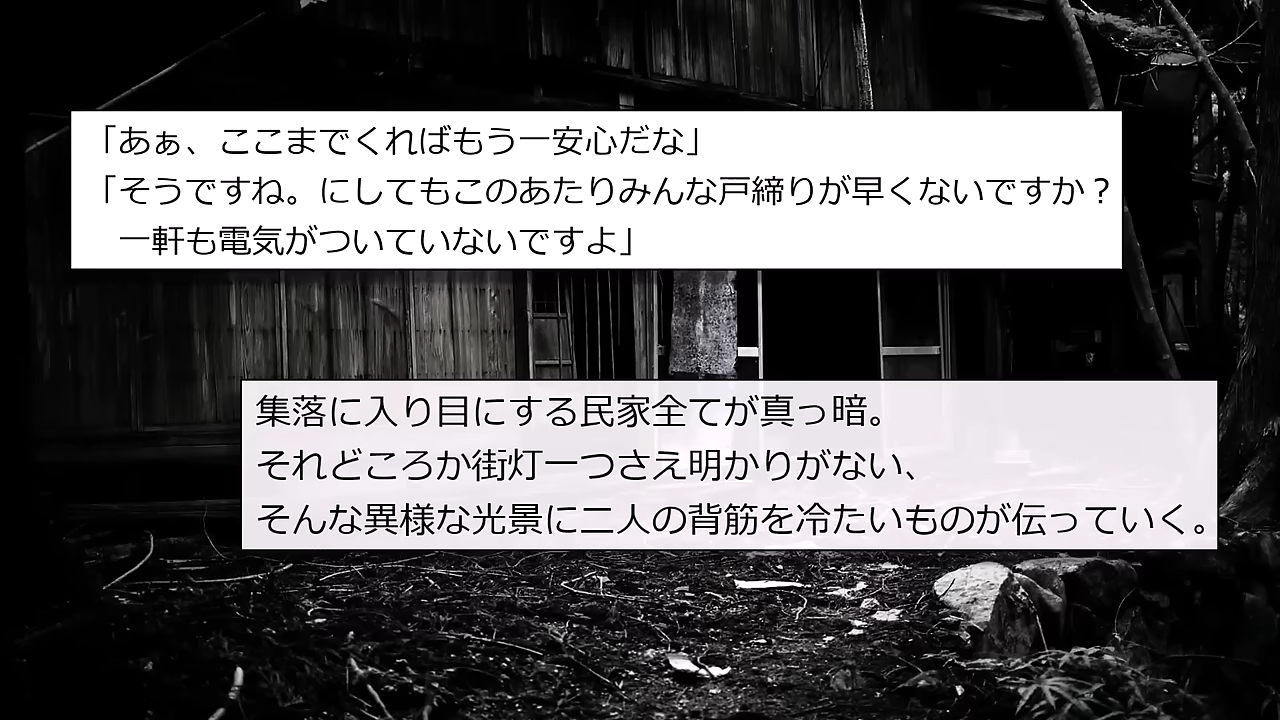 「あぁ、ここまでくればもう一安心だな」
「そうですね。にしてもこのあたりみんな戸締りが早くないですか？
　一軒も電気がついていないですよ」
集落に入り目にする民家全てが真っ暗。
それどころか街灯一つさえ明かりがない、
そんな異様な光景に二人の背筋を冷たいものが伝っていく。